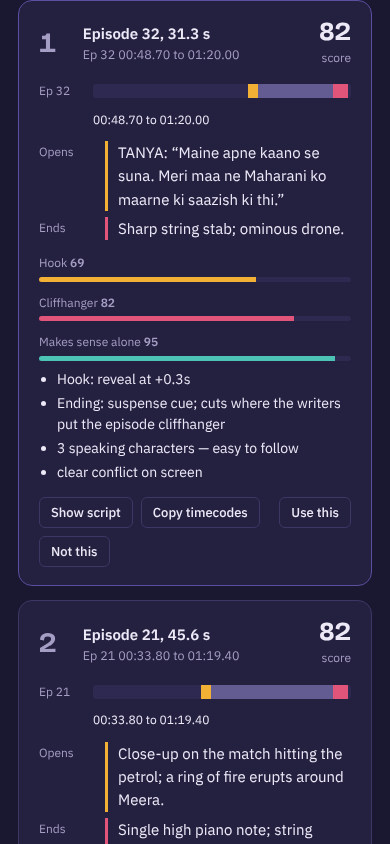 1
Episode 32, 31.3 s
Ep 32 00:48.70 to 01:20.00
82
score
Ep 32
00:48.70 to 01:20.00
Opens
TANYA: “Maine apne kaano se
suna. Meri maa ne Maharani ko
maarne ki saazish ki thi.”
Ends
Sharp string stab; ominous drone.
Hook 69
Cliffhanger 82
Makes sense alone 95
• Hook: reveal at +0.3s
• Ending: suspense cue; cuts where the writers
put the episode cliffhanger
• 3 speaking characters — easy to follow
• clear conflict on screen
Show script
Copy timecodes
Use this
Not this
2
Episode 21, 45.6 s
Ep 21 00:33.80 to 01:19.40
82
score
Ep 21
00:33.80 to 01:19.40
Opens
Close-up on the match hitting the
petrol; a ring of fire erupts around
Meera.
Ends
Single high piano note; string